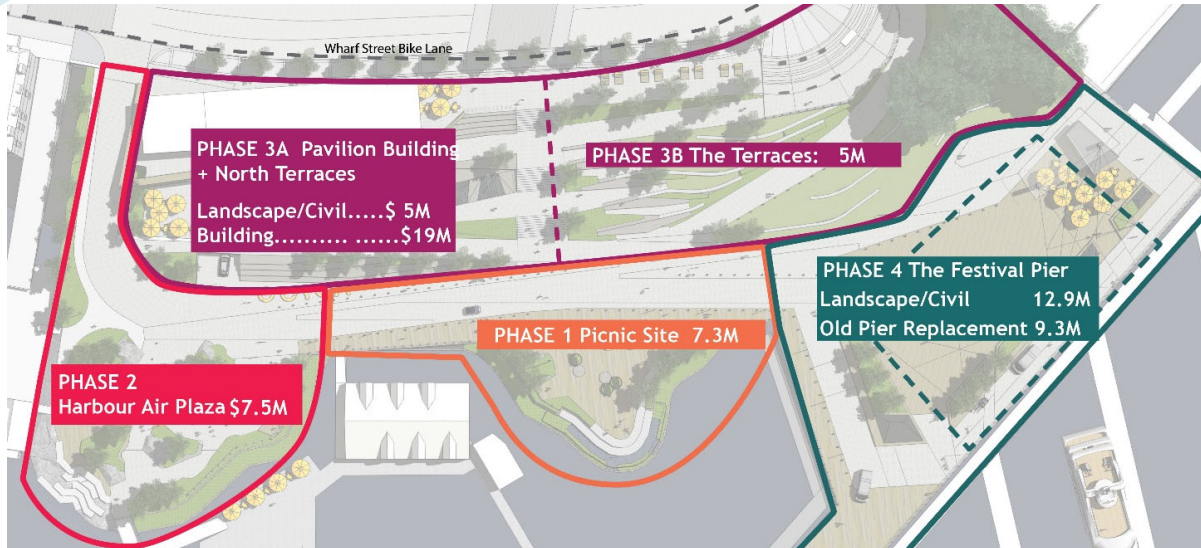 Wharf Street Bike Lane
PHASE 3A Pavilion Building
+ North Terraces
Landscape/Civil.....$ 5M
Building.......... ......$19M
PHASE 3B The Terraces: 5M
PHASE 4 The Festival Pier
Landscape/Civil 12.9M
Old Pier Replacement 9.3M
PHASE 1 Picnic Site 7.3M
PHASE 2
Harbour Air Plaza $7.5M